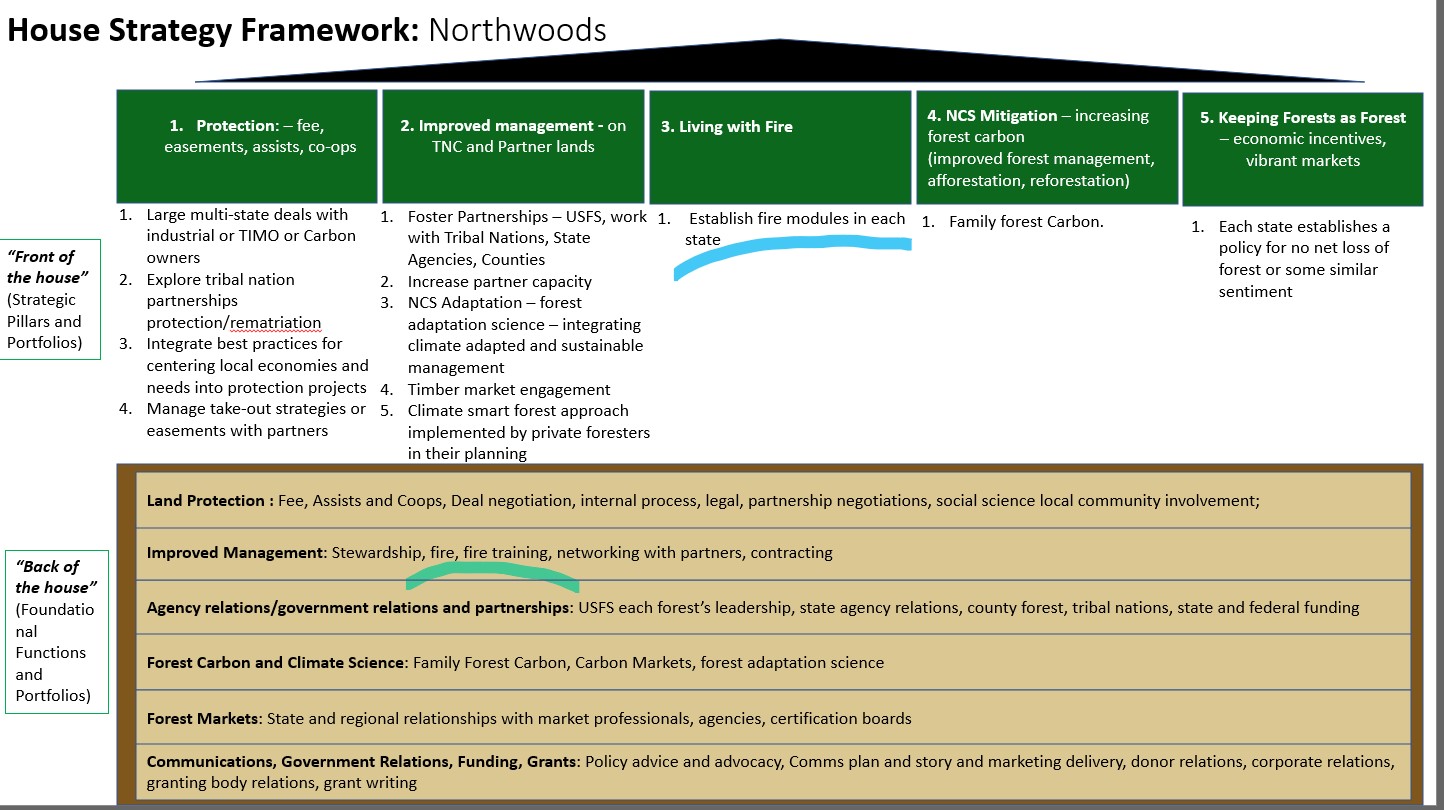 House Strategy Framework: Northwoods
1. Protection: – fee,
easements, assists, co-ops
2. Improved management - on
TNC and Partner lands
3. Living with Fire
4. NCS Mitigation – increasing
forest carbon
(improved forest management,
afforestation, reforestation)
5. Keeping Forests as Forest
– economic incentives,
vibrant markets
“Front of
the house”
(Strategic
Pillars and
Portfolios)
1. Large multi-state deals with
industrial or TIMO or Carbon
owners
2. Explore tribal nation
partnerships
protection/rematriation
3. Integrate best practices for
centering local economies and
needs into protection projects
4. Manage take-out strategies or
easements with partners
1. Foster Partnerships – USFS, work
with Tribal Nations, State
Agencies, Counties
2. Increase partner capacity
3. NCS Adaptation – forest
adaptation science – integrating
climate adapted and sustainable
management
4. Timber market engagement
5. Climate smart forest approach
implemented by private foresters
in their planning
1. Establish fire modules in each
state
1. Family forest Carbon.
1. Each state establishes a
policy for no net loss of
forest or some similar
sentiment
“Back of
the house”
(Foundatio
nal
Functions
and
Portfolios)
Land Protection : Fee, Assists and Coops, Deal negotiation, internal process, legal, partnership negotiations, social science local community involvement;
Improved Management: Stewardship, fire, fire training, networking with partners, contracting
Agency relations/government relations and partnerships: USFS each forest’s leadership, state agency relations, county forest, tribal nations, state and federal funding
Forest Carbon and Climate Science: Family Forest Carbon, Carbon Markets, forest adaptation science
Forest Markets: State and regional relationships with market professionals, agencies, certification boards
Communications, Government Relations, Funding, Grants: Policy advice and advocacy, Comms plan and story and marketing delivery, donor relations, corporate relations,
granting body relations, grant writing